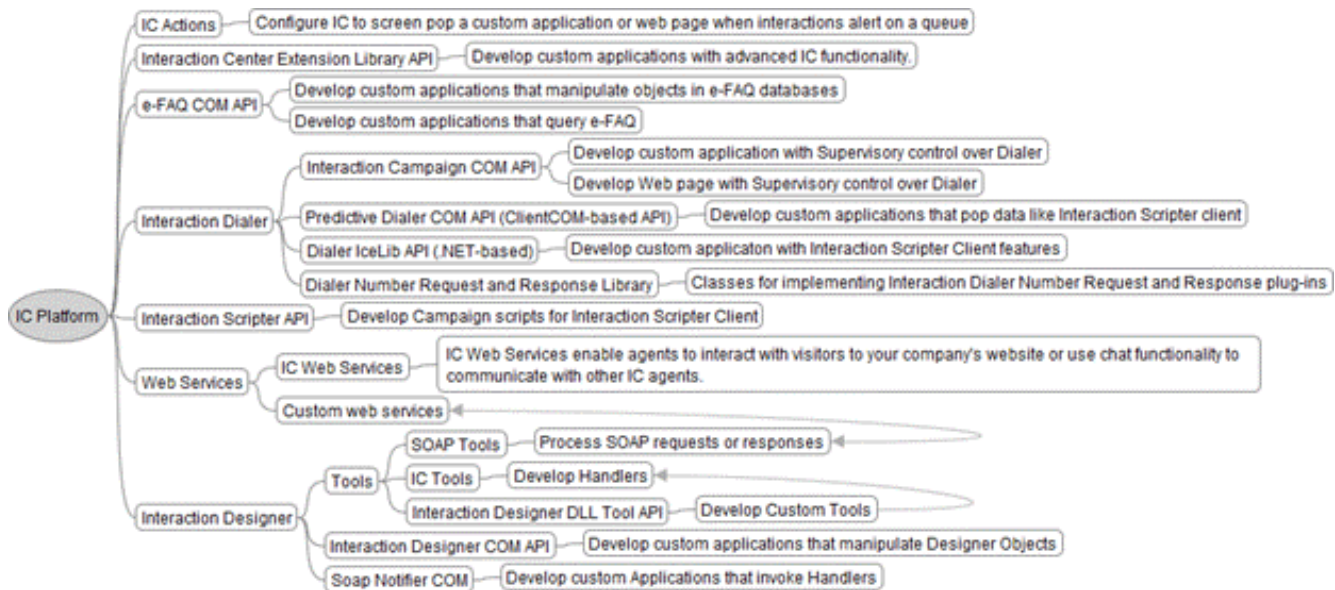 IC Actions
Configure IC to screen pop a custom application or web page when interactions alert on a queue
Interaction Center Extension Library API
Develop custom applications with advanced IC functionality.
e-FAQ COM API
Develop custom applications that manipulate objects in e-FAQ databases
Develop custom applications that query e-FAQ
Interaction Dialer
Interaction Campaign COM API
Develop custom application with Supervisory control over Dialer
Develop Web page with Supervisory control over Dialer
Predictive Dialer COM API (ClientCOM-based API)
Develop custom applications that pop data like Interaction Scripter client
Dialer IceLib API (.NET-based)
Develop custom applicaton with Interaction Scripter Client features
Dialer Number Request and Response Library
Classes for implementing Interaction Dialer Number Request and Response plug-ins
IC Platform
Interaction Scripter API
Develop Campaign scripts for Interaction Scripter Client
Web Services
IC Web Services
IC Web Services enable agents to interact with visitors to your company's website or use chat functionality to
communicate with other IC agents.
Custom web services
Interaction Designer
Tools
SOAP Tools
Process SOAP requests or responses
IC Tools
Develop Handlers
Interaction Designer DLL Tool API
Develop Custom Tools
Interaction Designer COM API
Develop custom applications that manipulate Designer Objects
Soap Notifier COM
Develop custom Applications that invoke Handlers